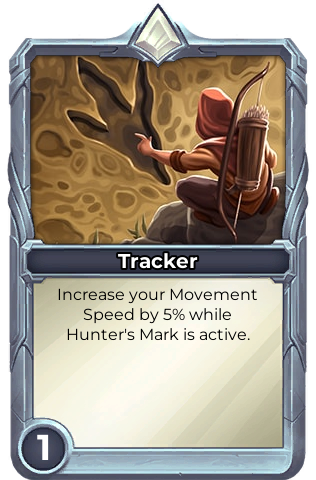 Tracker
Increase your Movement
Speed by 5% while
Hunter's Mark is active.
1